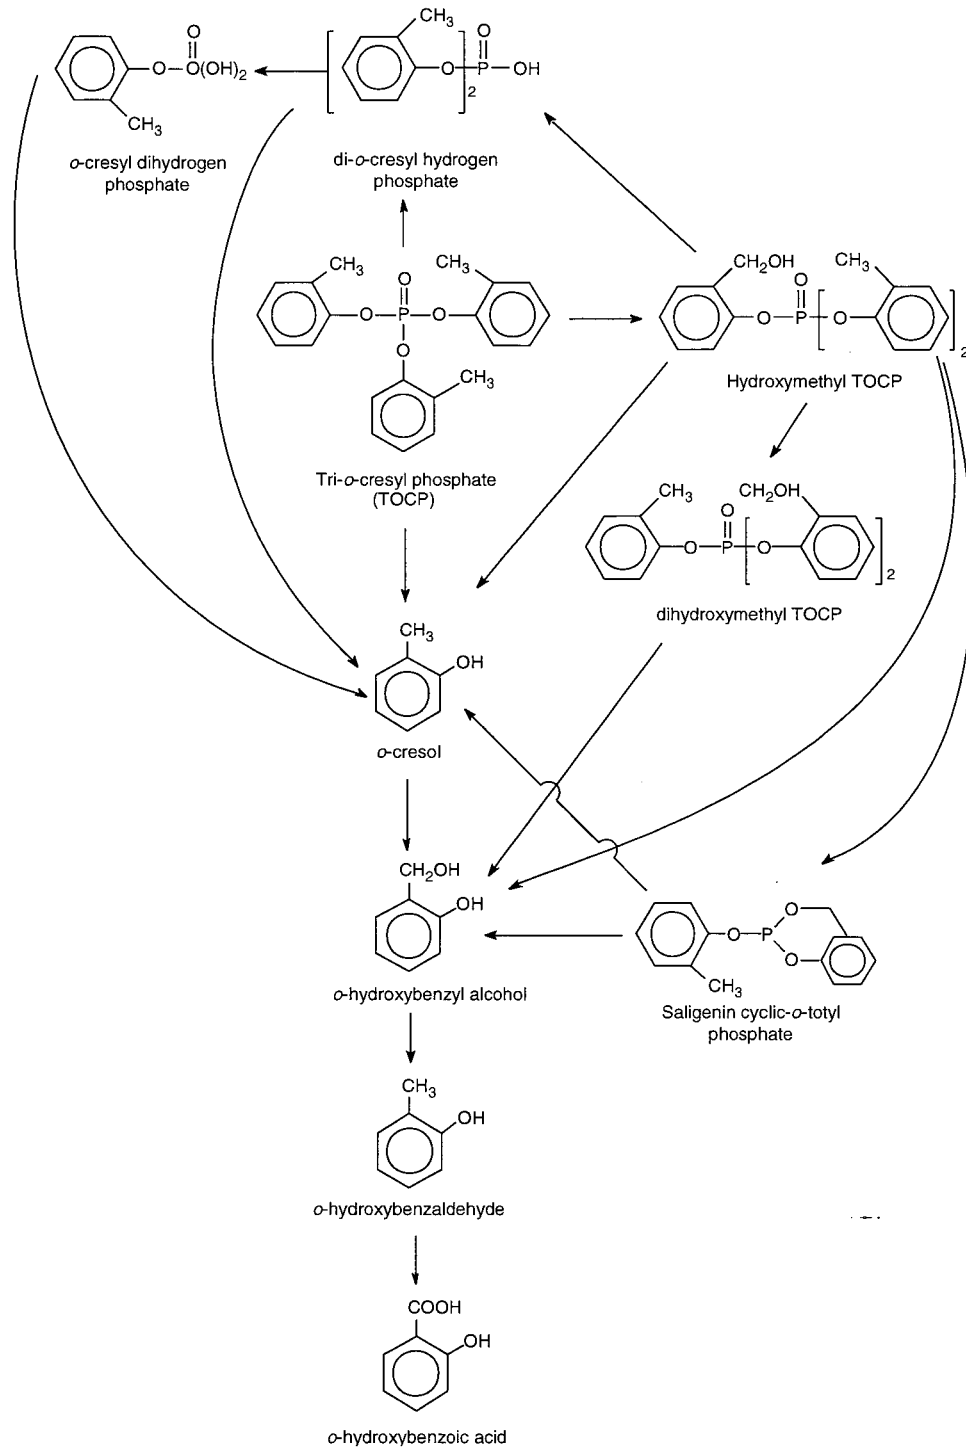 O
CH₃
O
O–O(OH)₂
O–P–OH
2
CH₃
o-cresyl dihydrogen
phosphate
di-o-cresyl hydrogen
phosphate
CH₃
CH₃
O
O–P–O
O
CH₃
Tri-o-cresyl phosphate
(TOCP)
CH₂OH
CH₃
O
O–P
O
2
Hydroxymethyl TOCP
CH₃
CH₂OH
O
O–P
O
2
dihydroxymethyl TOCP
CH₃
OH
o-cresol
CH₂OH
OH
o-hydroxybenzyl alcohol
O
O–P
O
CH₃
Saligenin cyclic-o-totyl
phosphate
CH₃
OH
o-hydroxybenzaldehyde
COOH
OH
o-hydroxybenzoic acid